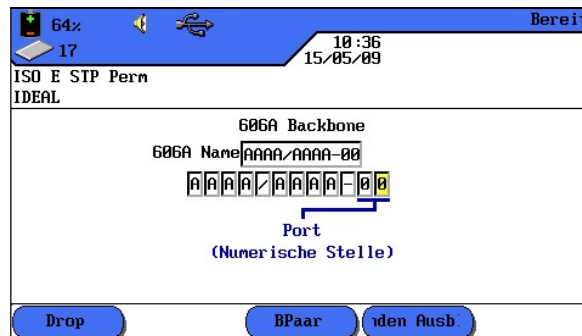 64%
Bereit
17
10:36
15/05/09
ISO E STP Perm
IDEAL
606A Backbone
606A Name AAAA/AAAA-00
AAAA/AAAA-00
Port
(Numerische Stelle)
Drop BPaar nden Ausb